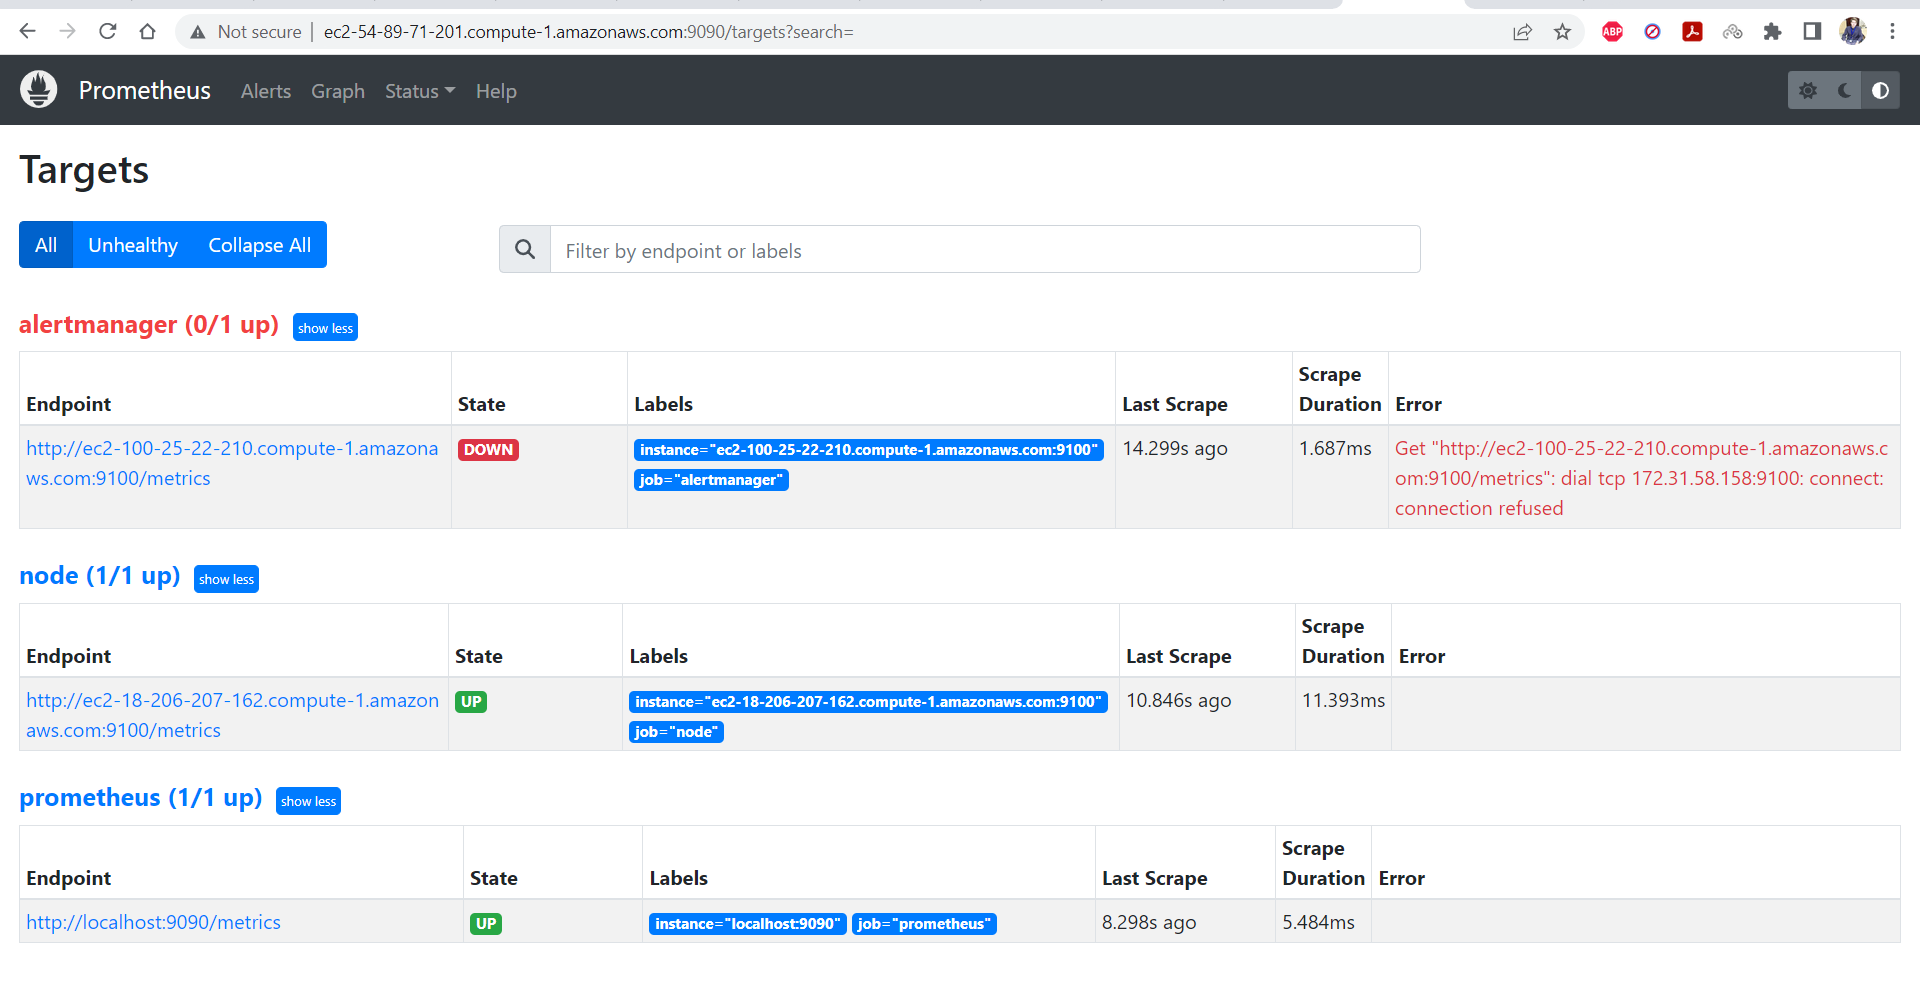 Not secure | ec2-54-89-71-201.compute-1.amazonaws.com:9090/targets?search=
ABP
Prometheus Alerts Graph Status Help
Targets
All Unhealthy Collapse All
Filter by endpoint or labels
alertmanager (0/1 up) show less
Scrape
Endpoint State Labels Last Scrape Duration Error
http://ec2-100-25-22-210.compute-1.amazona DOWN instance="ec2-100-25-22-210.compute-1.amazonaws.com:9100" 14.299s ago 1.687ms Get "http://ec2-100-25-22-210.compute-1.amazonaws.c
ws.com:9100/metrics job="alertmanager" om:9100/metrics": dial tcp 172.31.58.158:9100: connect:
connection refused
node (1/1 up) show less
Scrape
Endpoint State Labels Last Scrape Duration Error
http://ec2-18-206-207-162.compute-1.amazon UP instance="ec2-18-206-207-162.compute-1.amazonaws.com:9100" 10.846s ago 11.393ms
aws.com:9100/metrics job="node"
prometheus (1/1 up) show less
Scrape
Endpoint State Labels Last Scrape Duration Error
http://localhost:9090/metrics UP instance="localhost:9090" job="prometheus" 8.298s ago 5.484ms